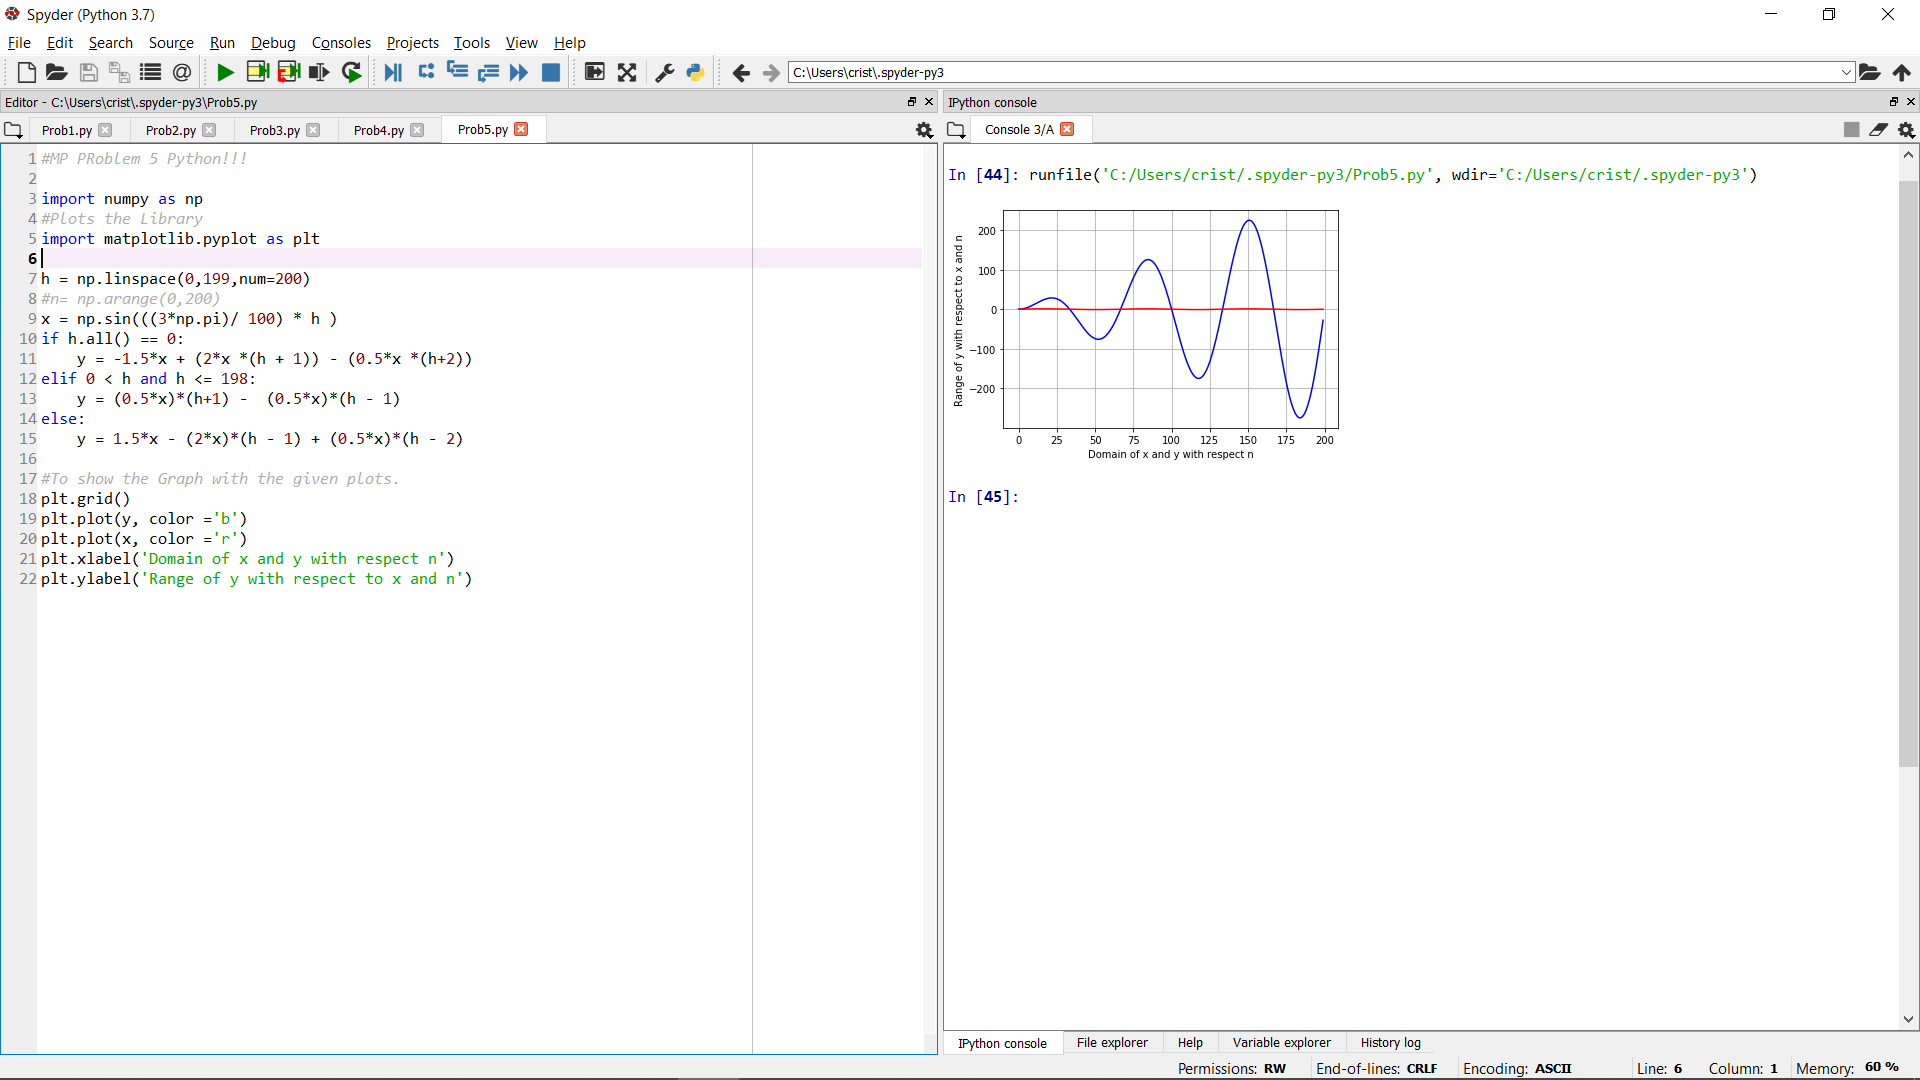 Spyder (Python 3.7)
File Edit Search Source Run Debug Consoles Projects Tools View Help
C:\Users\crist\.spyder-py3
Editor - C:\Users\crist\.spyder-py3\Prob5.py
Prob1.py Prob2.py Prob3.py Prob4.py Prob5.py
1 #MP PRoblem 5 Python!!!
2
3 import numpy as np
4 #Plots the Library
5 import matplotlib.pyplot as plt
6
7 h = np.linspace(0,199,num=200)
8 #n= np.arange(0,200)
9 x = np.sin(((3*np.pi)/ 100) * h )
10 if h.all() == 0:
11     y = -1.5*x + (2*x *(h + 1)) - (0.5*x *(h+2))
12 elif 0 < h and h <= 198:
13     y = (0.5*x)*(h+1) -  (0.5*x)*(h - 1)
14 else:
15     y = 1.5*x - (2*x)*(h - 1) + (0.5*x)*(h - 2)
16
17 #To show the Graph with the given plots.
18 plt.grid()
19 plt.plot(y, color ='b')
20 plt.plot(x, color ='r')
21 plt.xlabel('Domain of x and y with respect n')
22 plt.ylabel('Range of y with respect to x and n')
IPython console
Console 3/A
In [44]: runfile('C:/Users/crist/.spyder-py3/Prob5.py', wdir='C:/Users/crist/.spyder-py3')
Range of y with respect to x and n
200
100
0
−100
−200
0 25 50 75 100 125 150 175 200
Domain of x and y with respect n
In [45]:
IPython console File explorer Help Variable explorer History log
Permissions: RW End-of-lines: CRLF Encoding: ASCII Line: 6 Column: 1 Memory: 60 %